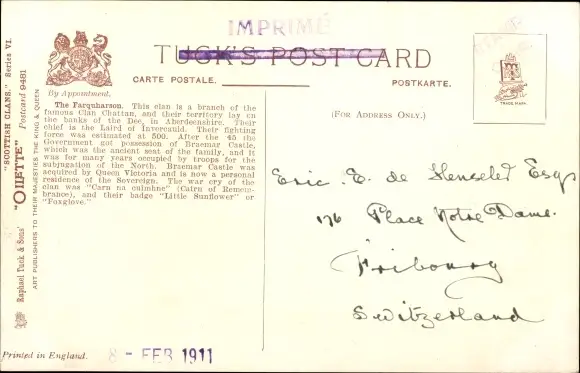 IMPRIMÉ
TUCK'S POST CARD
CARTE POSTALE.
POSTKARTE.
(FOR ADDRESS ONLY.)
TRADE MARK
By Appointment.
"SCOTTISH CLANS." Series VI.
"OILETTE" Postcard 9481
Raphael Tuck & Sons'
ART PUBLISHERS TO THEIR MAJESTIES THE KING & QUEEN
The Farquharson. This clan is a branch of the
famous Clan Chattan, and their territory lay on
the banks of the Dee, in Aberdeenshire. Their
chief is the Laird of Invercauld. Their fighting
force was estimated at 500. After the '45 the
Government got possession of Braemar Castle,
which was the ancient seat of the family, and it
was for many years occupied by troops for the
subjugation of the North. Braemar Castle was
acquired by Queen Victoria and is now a personal
residence of the Sovereign. The war cry of the
clan was "Carn na cuimhne" (Cairn of Remem-
brance), and their badge "Little Sunflower" or
"Foxglove."
Eric. E. de Henseler Esq
176 Place Notre Dame.
Fribourg
Switzerland
Printed in England.
8 - FEB 1911